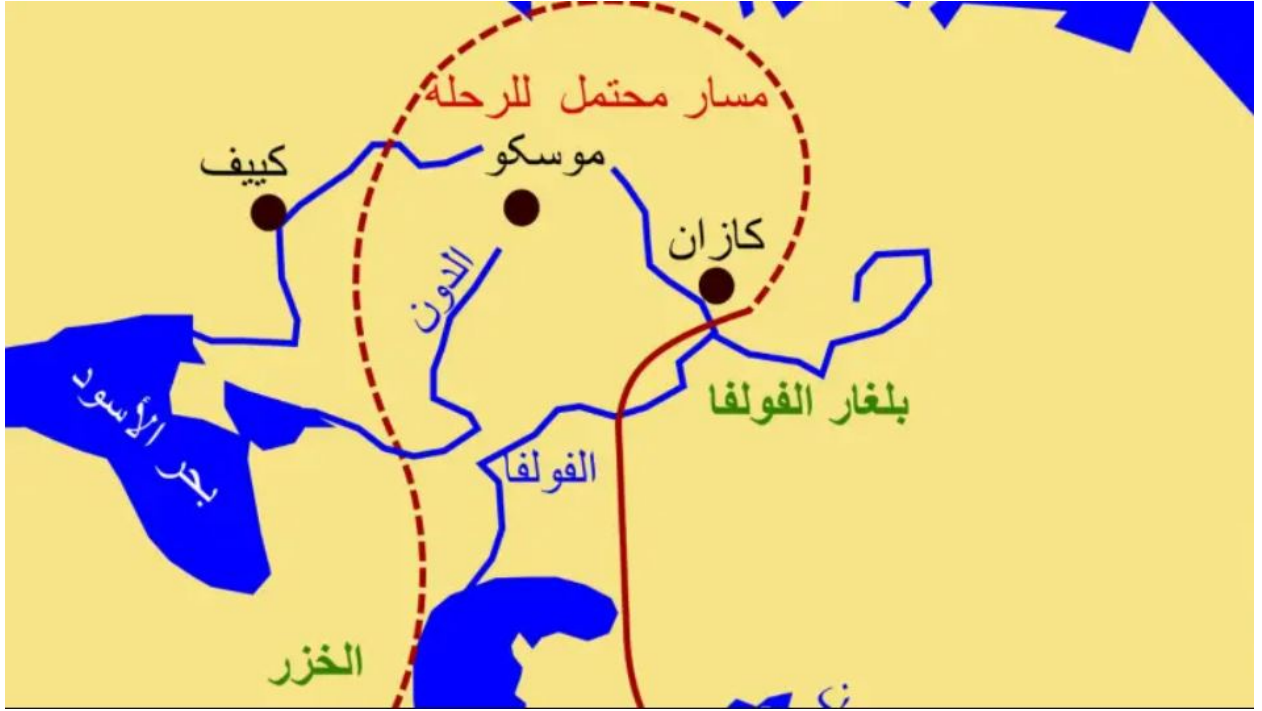 مسار محتمل للرحلة
موسكو
كييف
كازان
الدون
بحر الأسود
بلغار الفولفا
الفولفا
الخزر